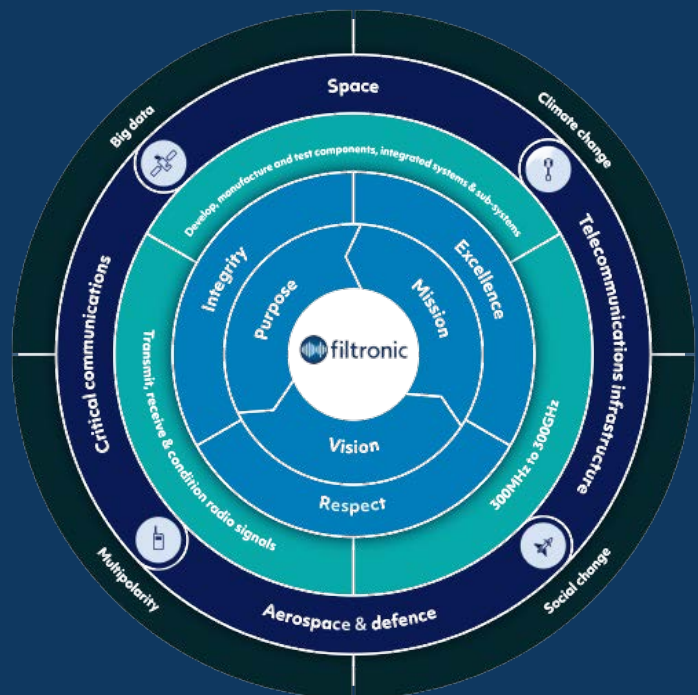 Space
Big data
Climate change
Develop, manufacture and test components, integrated systems & sub-systems
Integrity
Excellence
Purpose
Mission
Critical communications
Telecommunications infrastructure
filtronic
Transmit, receive & condition radio signals
300MHz to 300GHz
Vision
Respect
Multipolarity
Social change
Aerospace & defence